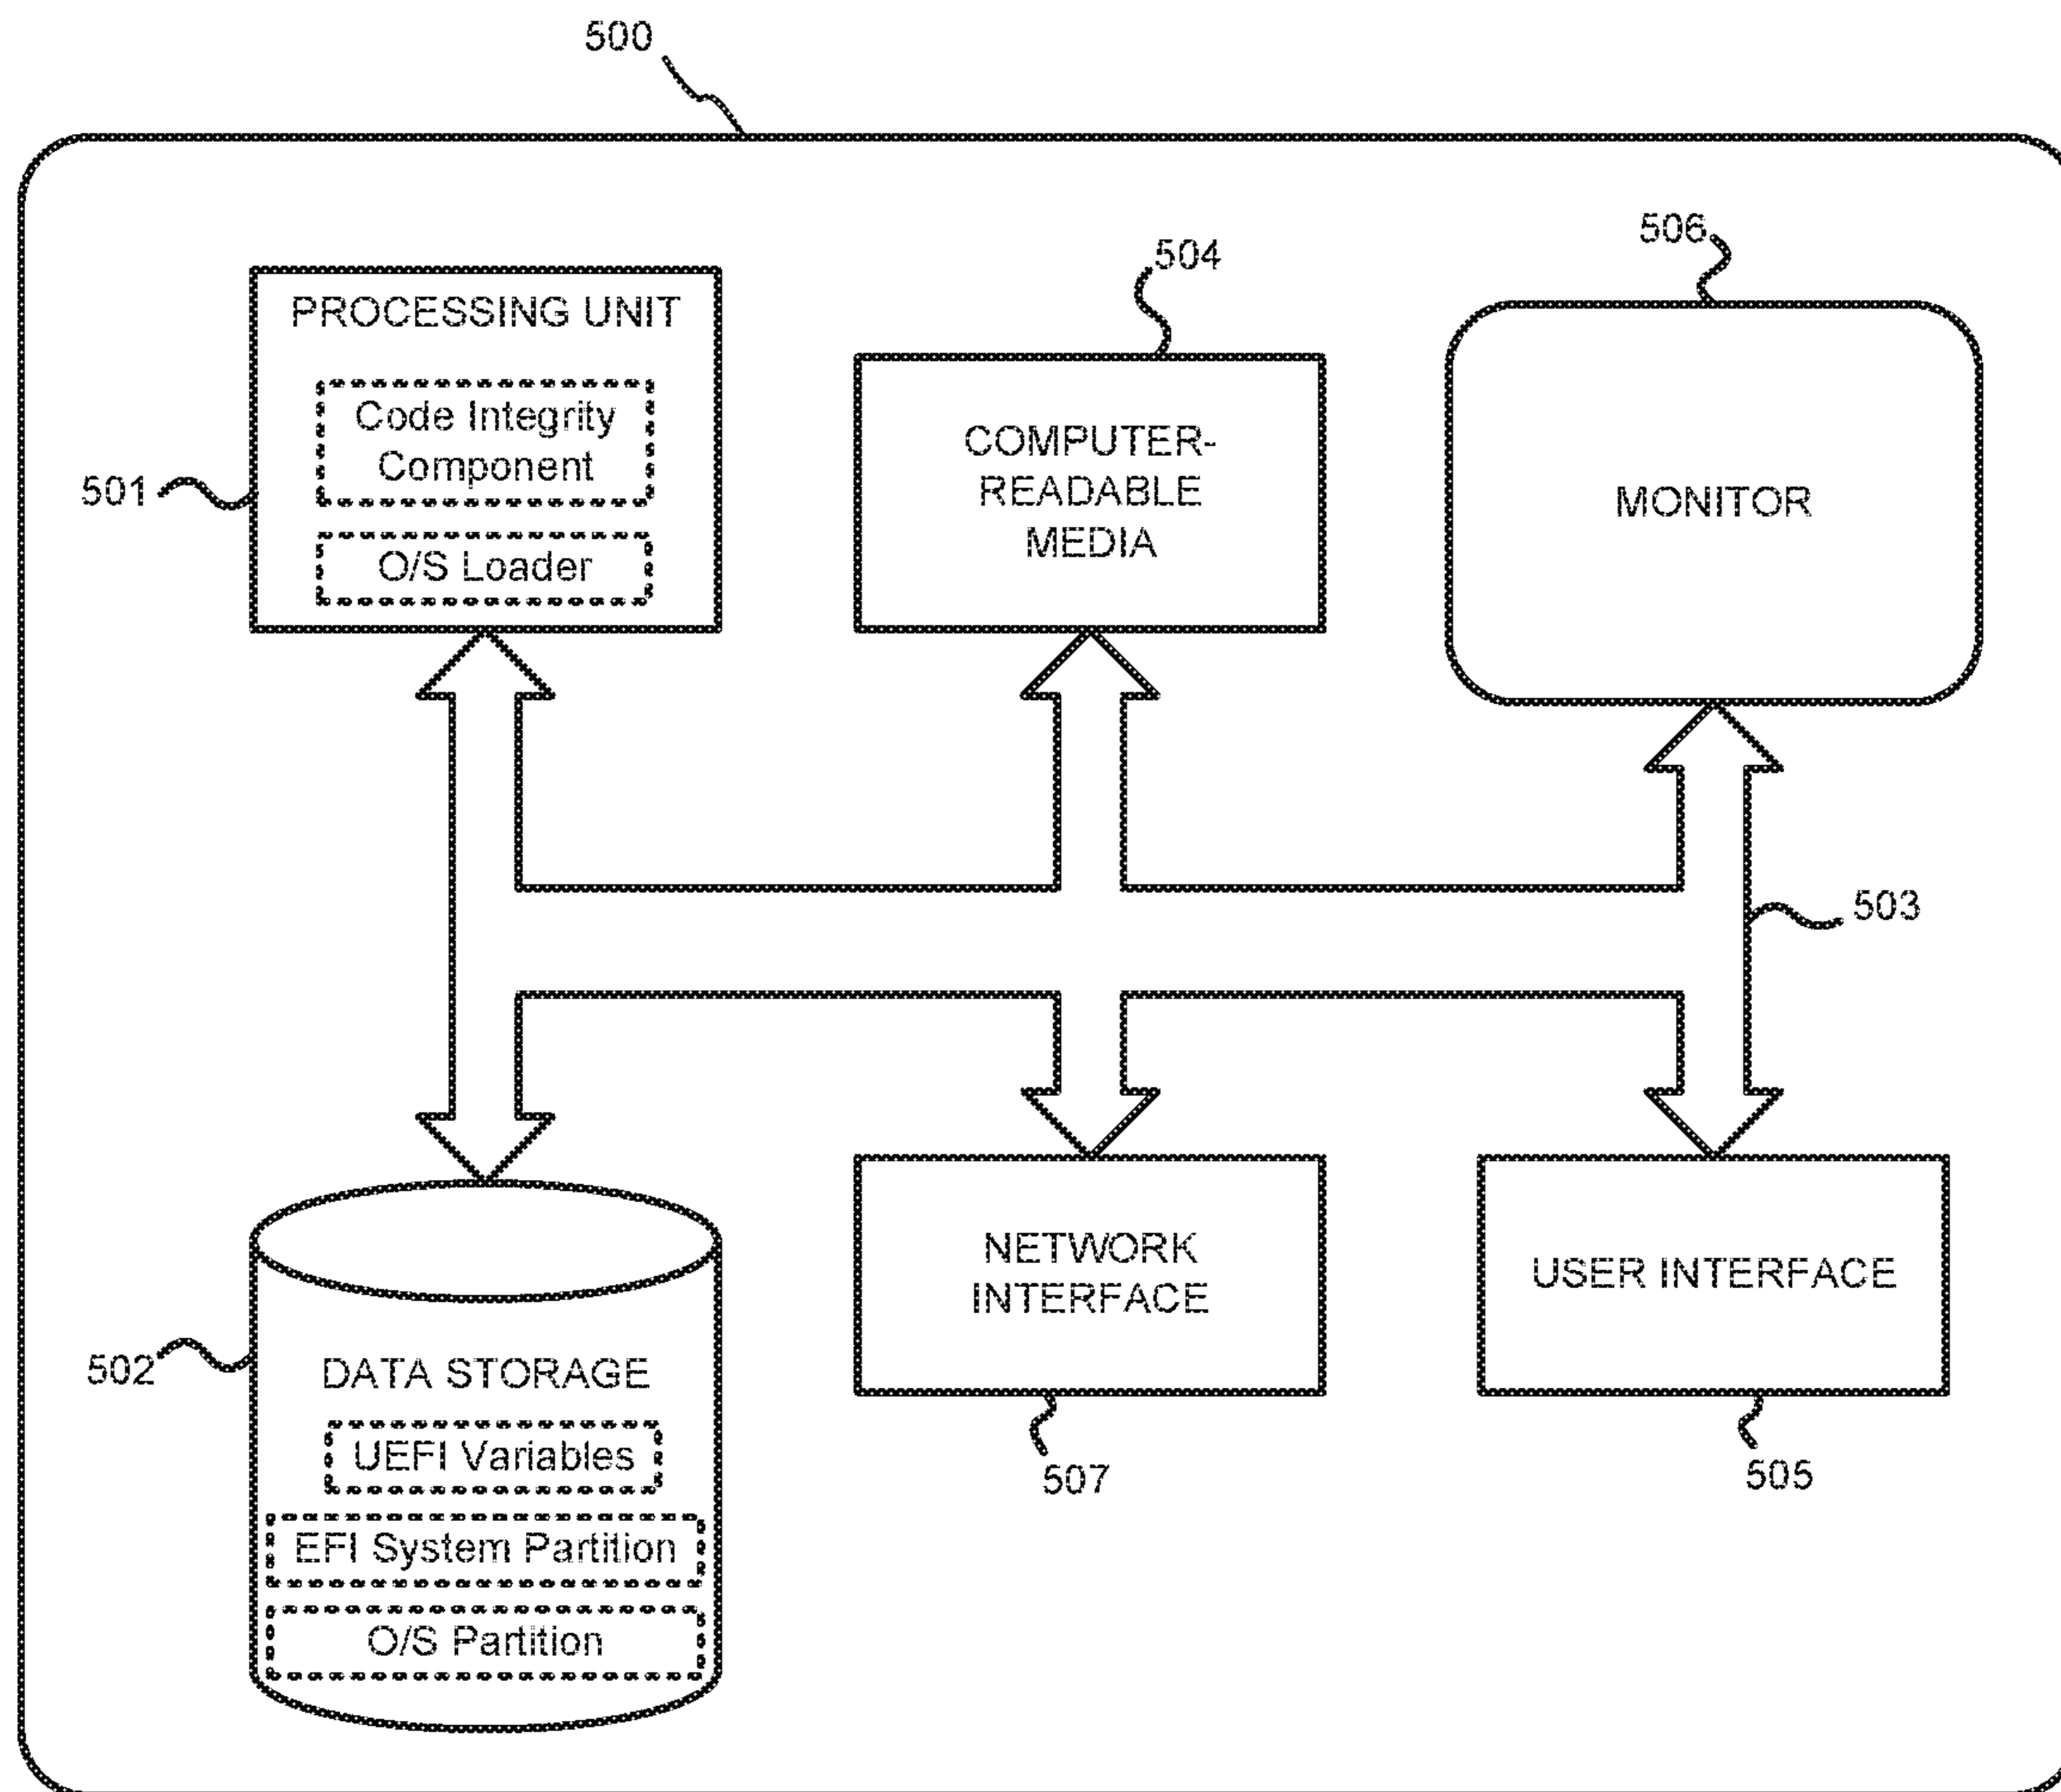 500
506
504
PROCESSING UNIT
Code Integrity
Component
501
O/S Loader
COMPUTER-
READABLE
MEDIA
MONITOR
503
NETWORK
INTERFACE
USER INTERFACE
502
DATA STORAGE
UEFI Variables
507
505
EFI System Partition
O/S Partition